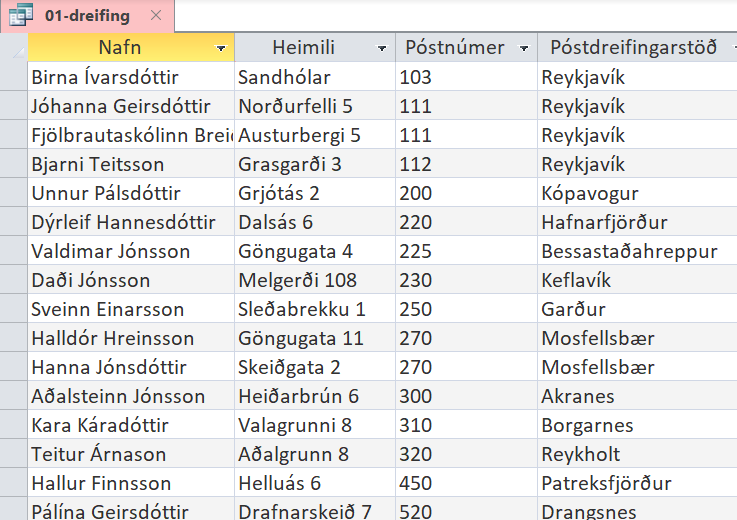 01-dreifing
Nafn Heimili Póstnúmer Póstdreifingarstöð
Birna Ívarsdóttir Sandhólar 103 Reykjavík
Jóhanna Geirsdóttir Norðurfelli 5 111 Reykjavík
Fjölbrautaskólinn Breið Austurbergi 5 111 Reykjavík
Bjarni Teitsson Grasgarði 3 112 Reykjavík
Unnur Pálsdóttir Grjótás 2 200 Kópavogur
Dýrleif Hannesdóttir Dalsás 6 220 Hafnarfjörður
Valdimar Jónsson Göngugata 4 225 Bessastaðahreppur
Daði Jónsson Melgerði 108 230 Keflavík
Sveinn Einarsson Sleðabrekku 1 250 Garður
Halldór Hreinsson Göngugata 11 270 Mosfellsbær
Hanna Jónsdóttir Skeiðgata 2 270 Mosfellsbær
Aðalsteinn Jónsson Heiðarbrún 6 300 Akranes
Kara Káradóttir Valagrunni 8 310 Borgarnes
Teitur Árnason Aðalgrunn 8 320 Reykholt
Hallur Finnsson Helluás 6 450 Patreksfjörður
Pálína Geirsdóttir Drafnarskeið 7 520 Drangsnes